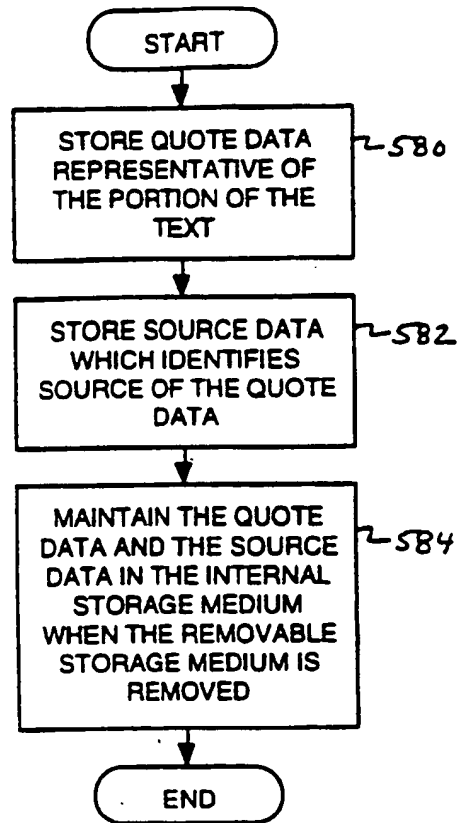 START
STORE QUOTE DATA
REPRESENTATIVE OF
THE PORTION OF THE
TEXT
580
STORE SOURCE DATA
WHICH IDENTIFIES
SOURCE OF THE QUOTE
DATA
582
MAINTAIN THE QUOTE
DATA AND THE SOURCE
DATA IN THE INTERNAL
STORAGE MEDIUM
WHEN THE REMOVABLE
STORAGE MEDIUM IS
REMOVED
584
END